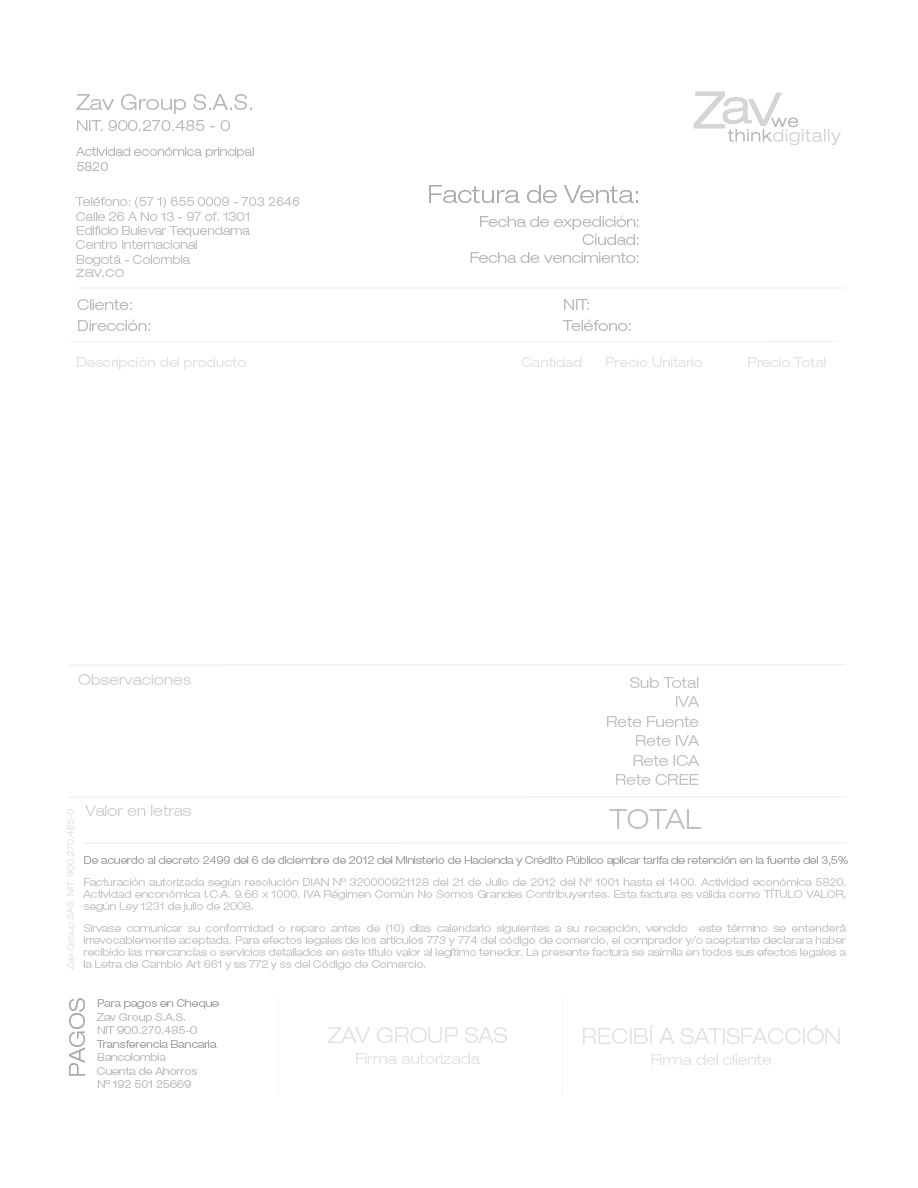 Zav Group S.A.S.
NIT. 900.270.485 - 0
Actividad económica principal
5820
Teléfono: (57 1) 655 0009 - 703 2646
Calle 26 A No 13 - 97 of. 1301
Edificio Bulevar Tequendama
Centro Internacional
Bogotá - Colombia
zav.co
Zav we
thinkdigitally
Factura de Venta:
Fecha de expedición:
Ciudad:
Fecha de vencimiento:
Cliente:
NIT:
Dirección:
Teléfono:
Descripción del producto Cantidad Precio Unitario Precio Total
Observaciones
Sub Total
IVA
Rete Fuente
Rete IVA
Rete ICA
Rete CREE
Valor en letras
TOTAL
Zav Group SAS NIT. 900.270.485-0
De acuerdo al decreto 2499 del 6 de diciembre de 2012 del Ministerio de Hacienda y Crédito Público aplicar tarifa de retención en la fuente del 3,5%
Facturación autorizada según resolución DIAN Nº 320000921128 del 21 de Julio de 2012 del Nº 1001 hasta el 1400. Actividad económica 5820.
Actividad enconómica I.C.A. 9.66 x 1000. IVA Régimen Común No Somos Grandes Contribuyentes. Esta factura es válida como TÍTULO VALOR,
según Ley 1231 de julio de 2008.
Sirvase comunicar su conformidad o reparo antes de (10) días calendario siguientes a su recepción, vencido este término se entenderá
irrevocablemente aceptada. Para efectos legales de los artículos 773 y 774 del código de comercio, el comprador y/o aceptante declarara haber
recibido las mercancías o servicios detallados en este título valor al legítimo tenedor. La presente factura se asimila en todos sus efectos legales a
la Letra de Cambio Art 661 y ss 772 y ss del Código de Comercio.
PAGOS
Para pagos en Cheque
Zav Group S.A.S.
NIT 900.270.485-0
Transferencia Bancaria
Bancolombia
Cuenta de Ahorros
Nº 192 501 25669
ZAV GROUP SAS
Firma autorizada
RECIBÍ A SATISFACCIÓN
Firma del cliente